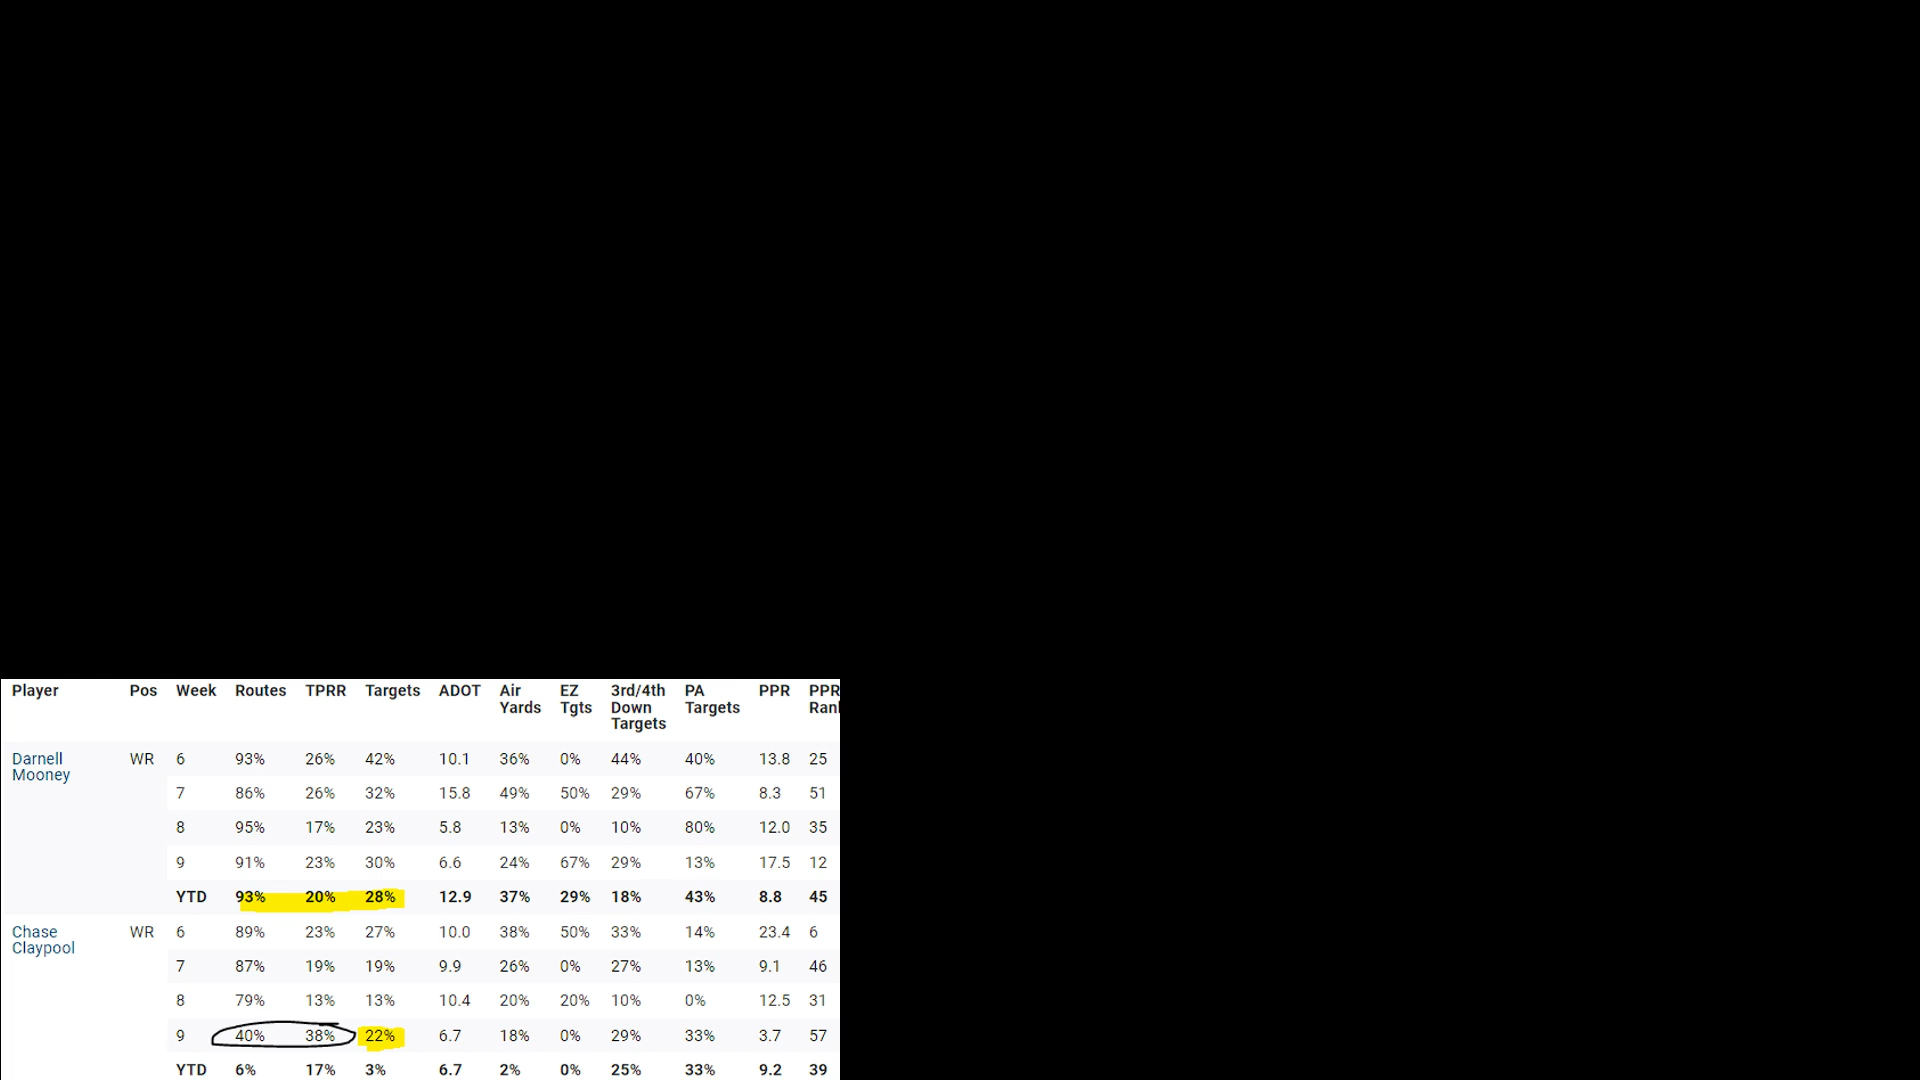 Player Pos Week Routes TPRR Targets ADOT Air Yards EZ Tgts 3rd/4th Down Targets PA Targets PPR PPR Rank
Darnell Mooney WR 6 93% 26% 42% 10.1 36% 0% 44% 40% 13.8 25
7 86% 26% 32% 15.8 49% 50% 29% 67% 8.3 51
8 95% 17% 23% 5.8 13% 0% 10% 80% 12.0 35
9 91% 23% 30% 6.6 24% 67% 29% 13% 17.5 12
YTD 93% 20% 28% 12.9 37% 29% 18% 43% 8.8 45
Chase Claypool WR 6 89% 23% 27% 10.0 38% 50% 33% 14% 23.4 6
7 87% 19% 19% 9.9 26% 0% 27% 13% 9.1 46
8 79% 13% 13% 10.4 20% 20% 10% 0% 12.5 31
9 40% 38% 22% 6.7 18% 0% 29% 33% 3.7 57
YTD 6% 17% 3% 6.7 2% 0% 25% 33% 9.2 39